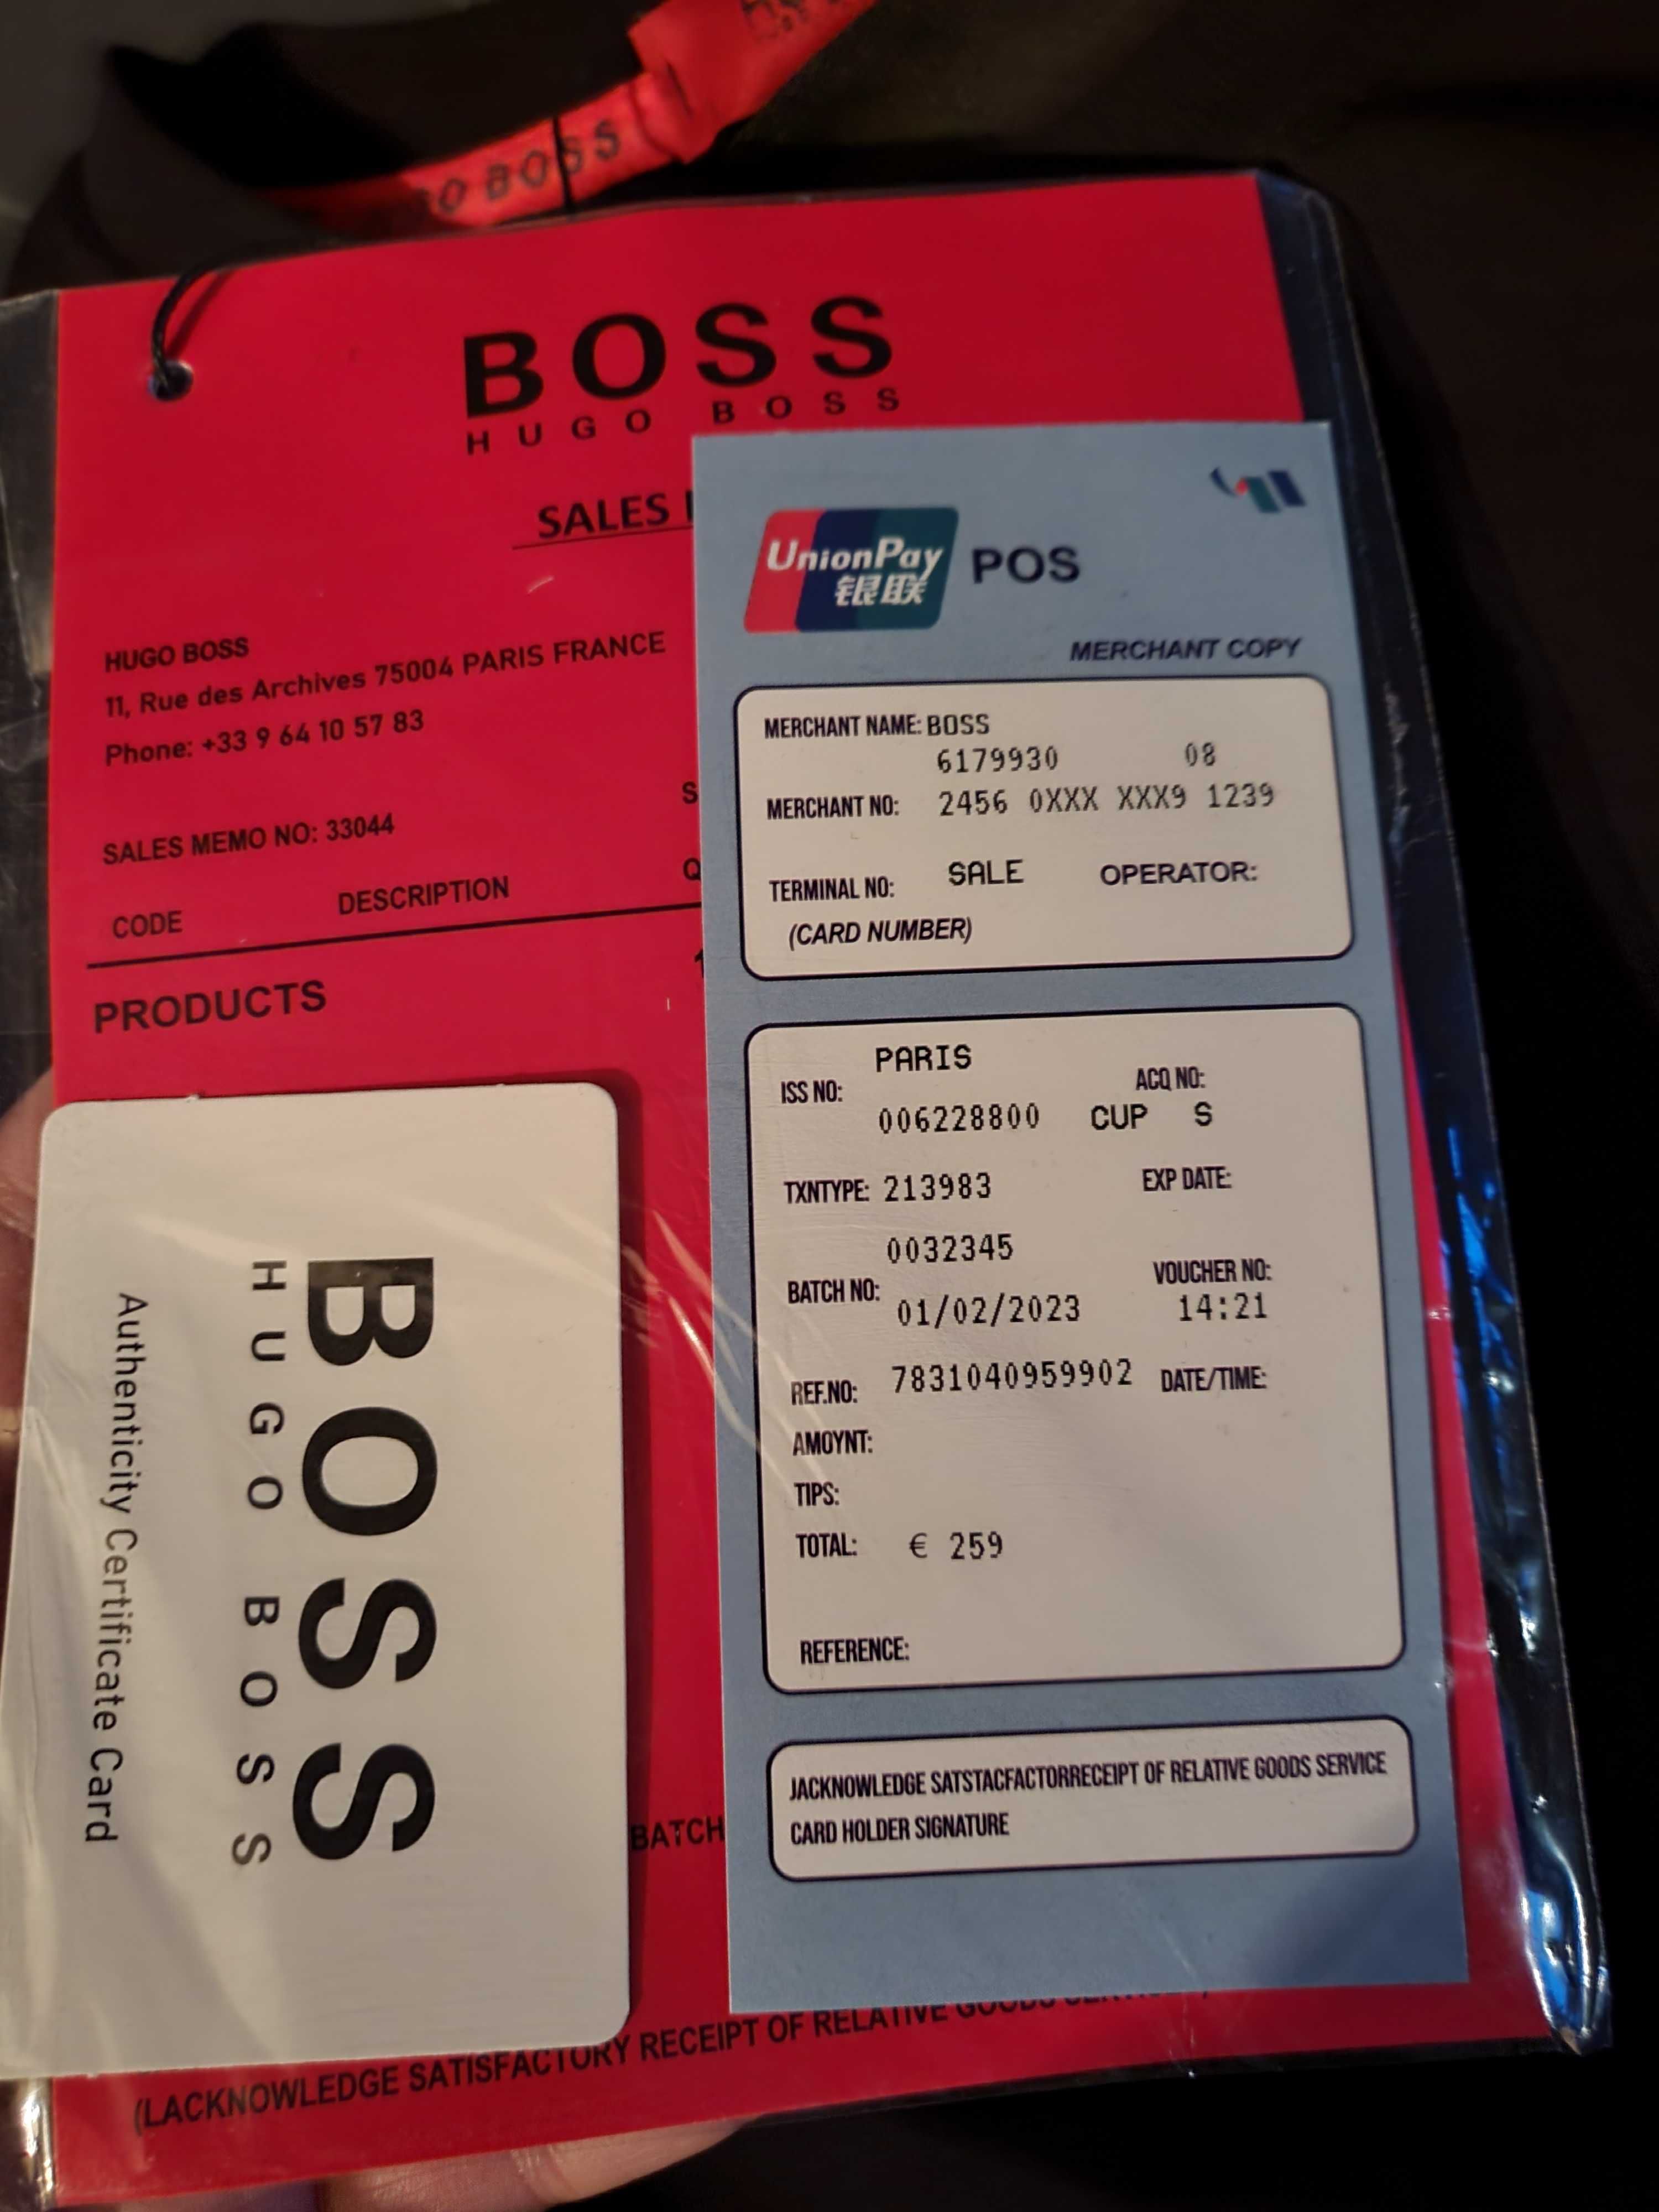 O BOSS
BOSS
HUGO BOSS
SALES
HUGO BOSS
11, Rue des Archives 75004 PARIS FRANCE
Phone: +33 9 64 10 57 83
S
SALES MEMO NO: 33044
Q
CODE DESCRIPTION
1
PRODUCTS
BATCH
(LACKNOWLEDGE SATISFACTORY RECEIPT OF RELATIVE GOODS
BOSS
HUGO BOSS
Authenticity Certificate Card
UnionPay
银联
POS
MERCHANT COPY
MERCHANT NAME: BOSS
6179930 08
MERCHANT NO: 2456 0XXX XXX9 1239
TERMINAL NO: SALE OPERATOR:
(CARD NUMBER)
PARIS
ISS NO: ACQ NO:
006228800 CUP S
TXNTYPE: 213983 EXP DATE:
0032345
BATCH NO: VOUCHER NO:
01/02/2023 14:21
REF.NO: 7831040959902 DATE/TIME:
AMOYNT:
TIPS:
TOTAL: € 259
REFERENCE:
JACKNOWLEDGE SATSTACFACTORRECEIPT OF RELATIVE GOODS SERVICE
CARD HOLDER SIGNATURE